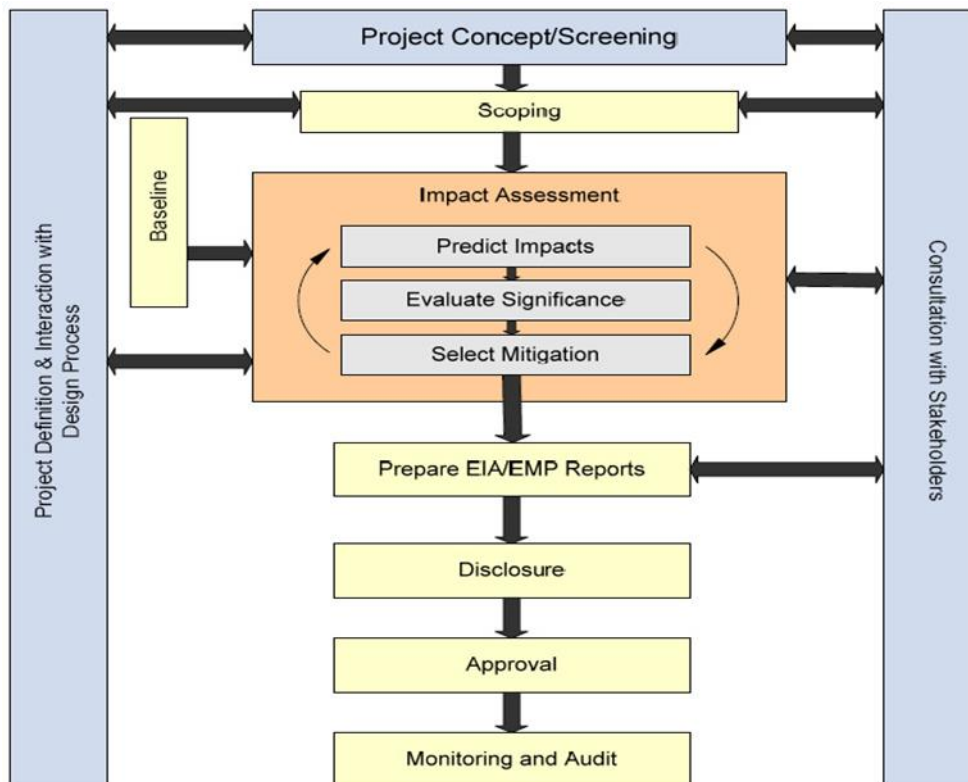 Project Concept/Screening
Scoping
Baseline
Impact Assessment
Predict Impacts
Evaluate Significance
Select Mitigation
Prepare EIA/EMP Reports
Disclosure
Approval
Monitoring and Audit
Project Definition & Interaction with
Design Process
Consultation with Stakeholders